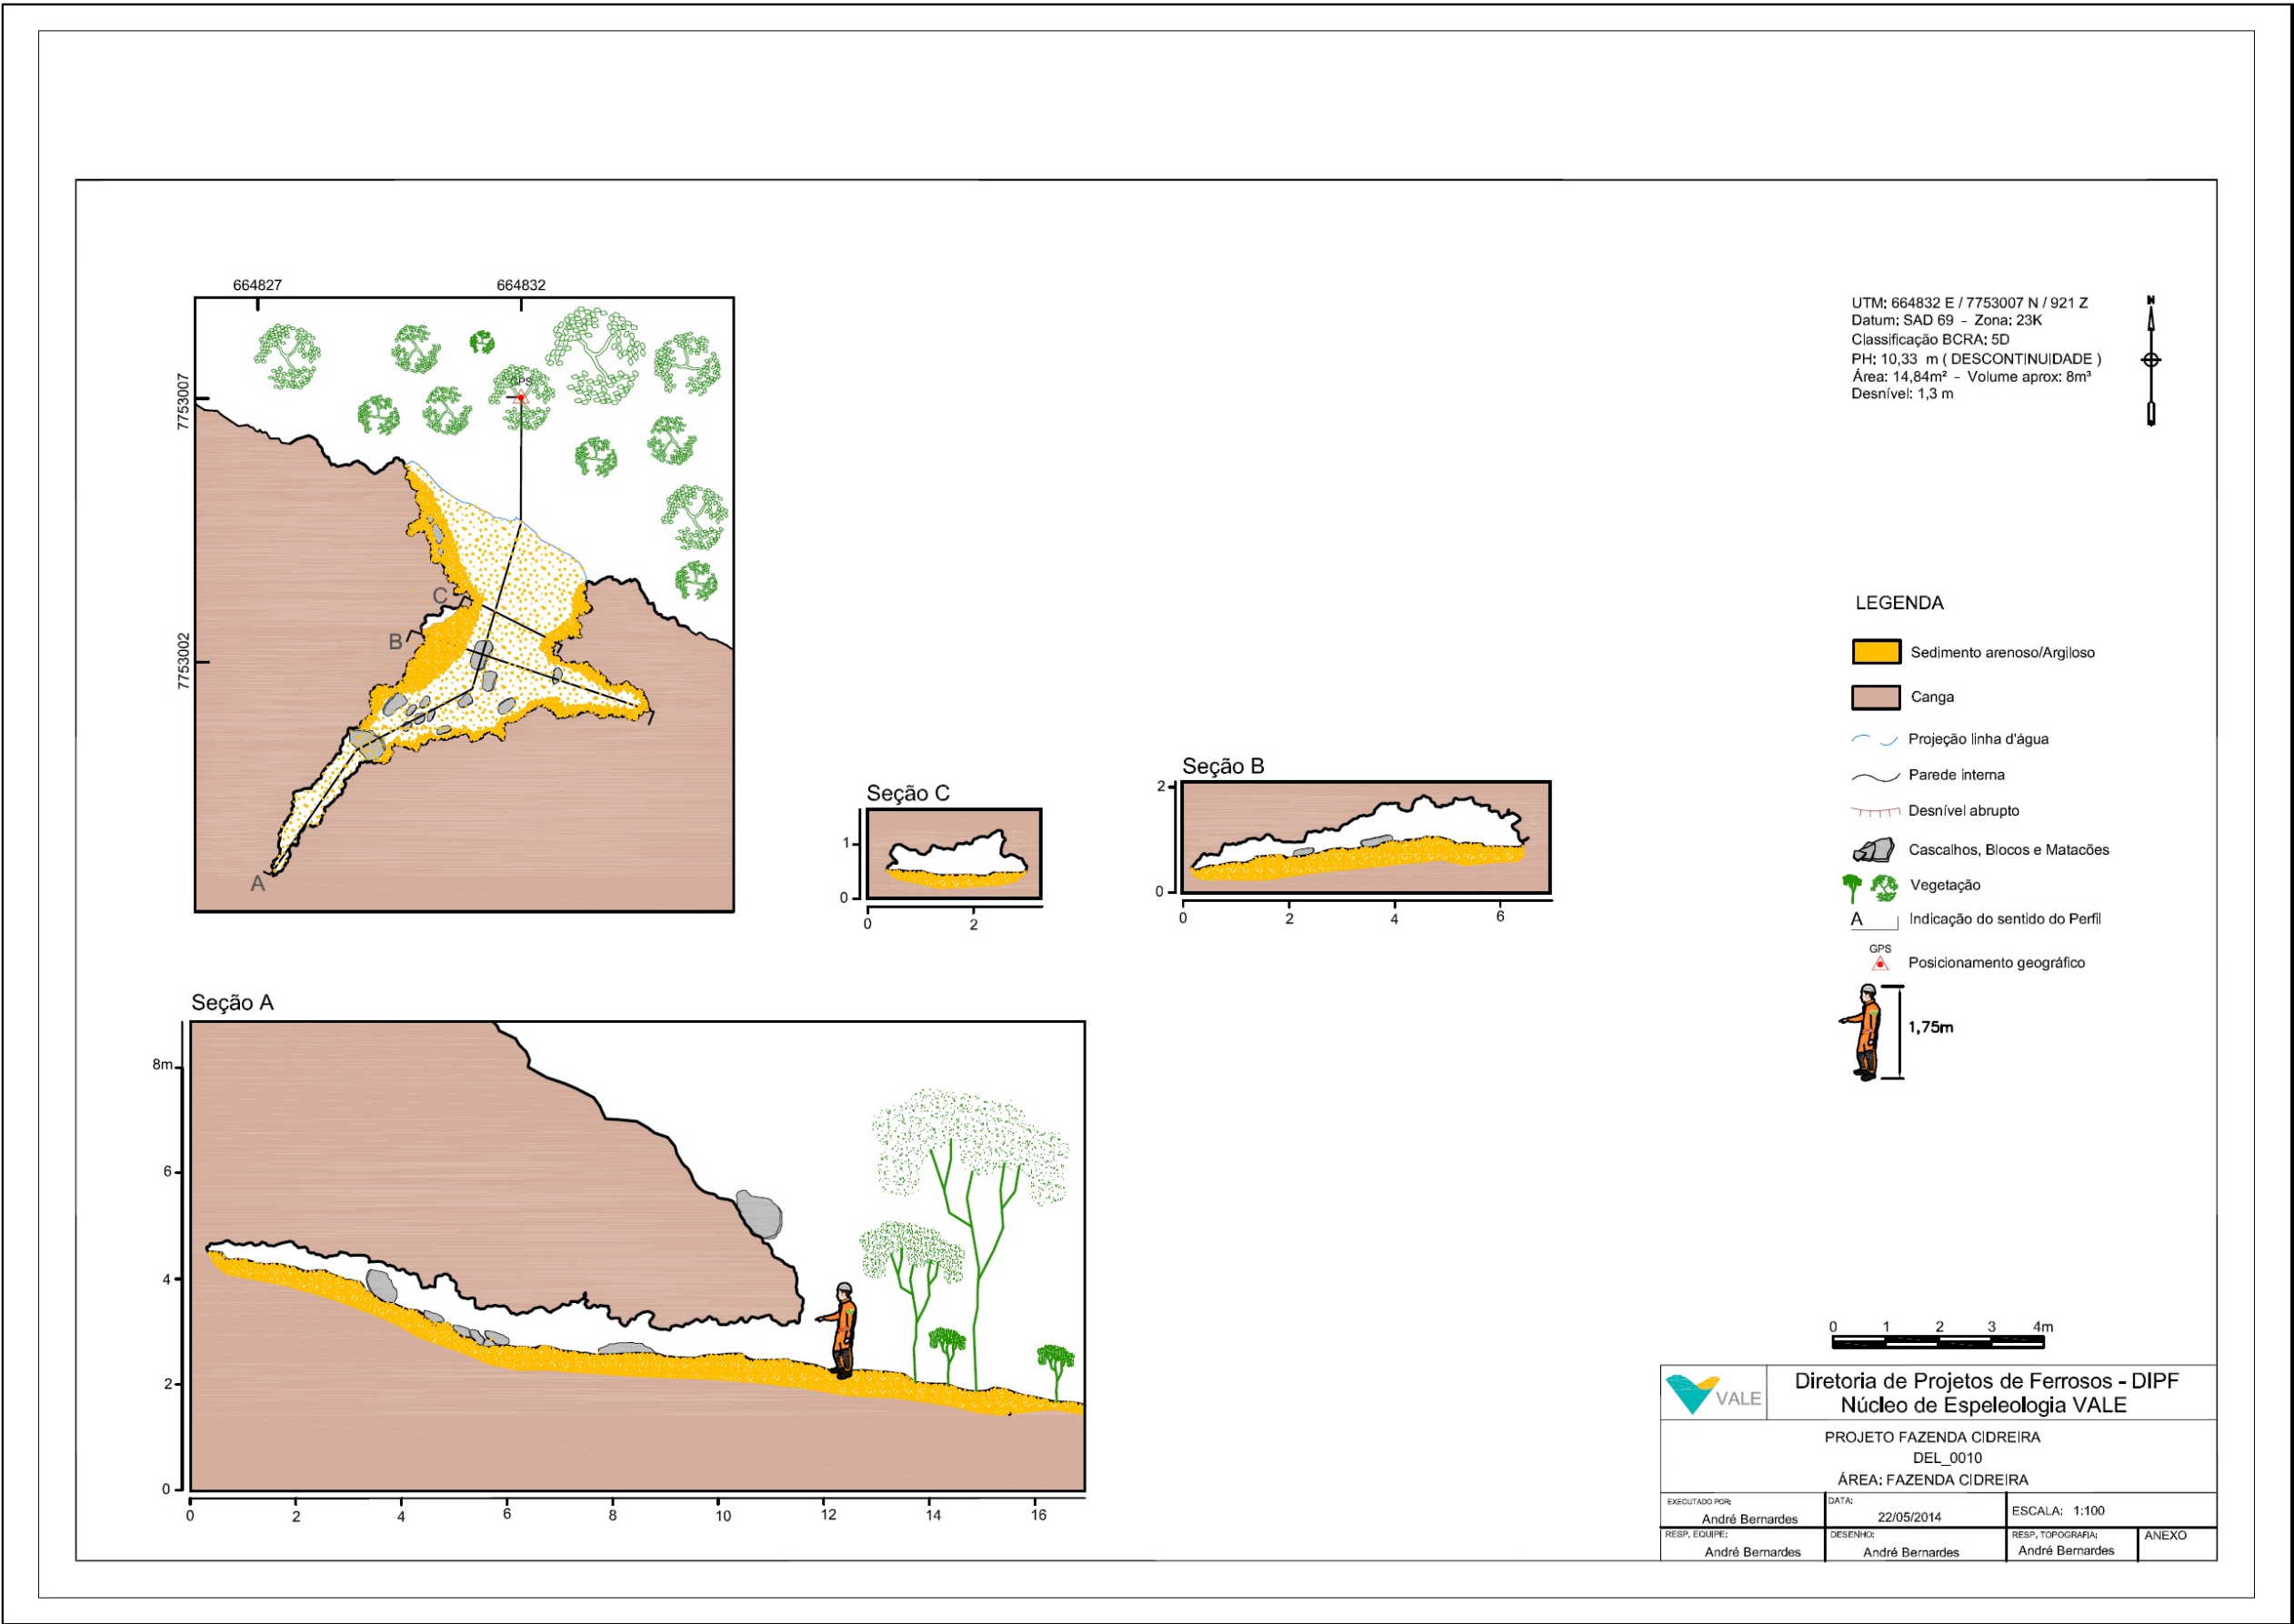 664827
664832
7753007
7753002
GPS
C
B
A
UTM: 664832 E / 7753007 N / 921 Z
Datum: SAD 69 - Zona: 23K
Classificação BCRA: 5D
PH: 10,33 m ( DESCONTINUIDADE )
Área: 14,84m² - Volume aprox: 8m³
Desnível: 1,3 m
N
LEGENDA
Sedimento arenoso/Argiloso
Canga
Projeção linha d'água
Parede interna
Desnível abrupto
Cascalhos, Blocos e Matacões
Vegetação
A Indicação do sentido do Perfil
GPS
Posicionamento geográfico
1,75m
Seção C
1
0
0 2
Seção B
2
0
0 2 4 6
Seção A
8m
6
4
2
0
0 2 4 6 8 10 12 14 16
0 1 2 3 4m
VALE
Diretoria de Projetos de Ferrosos - DIPF
Núcleo de Espeleologia VALE
PROJETO FAZENDA CIDREIRA
DEL_0010
ÁREA: FAZENDA CIDREIRA
EXECUTADO POR:
André Bernardes
DATA:
22/05/2014
ESCALA: 1:100
RESP. EQUIPE:
André Bernardes
DESENHO:
André Bernardes
RESP. TOPOGRAFIA:
André Bernardes
ANEXO